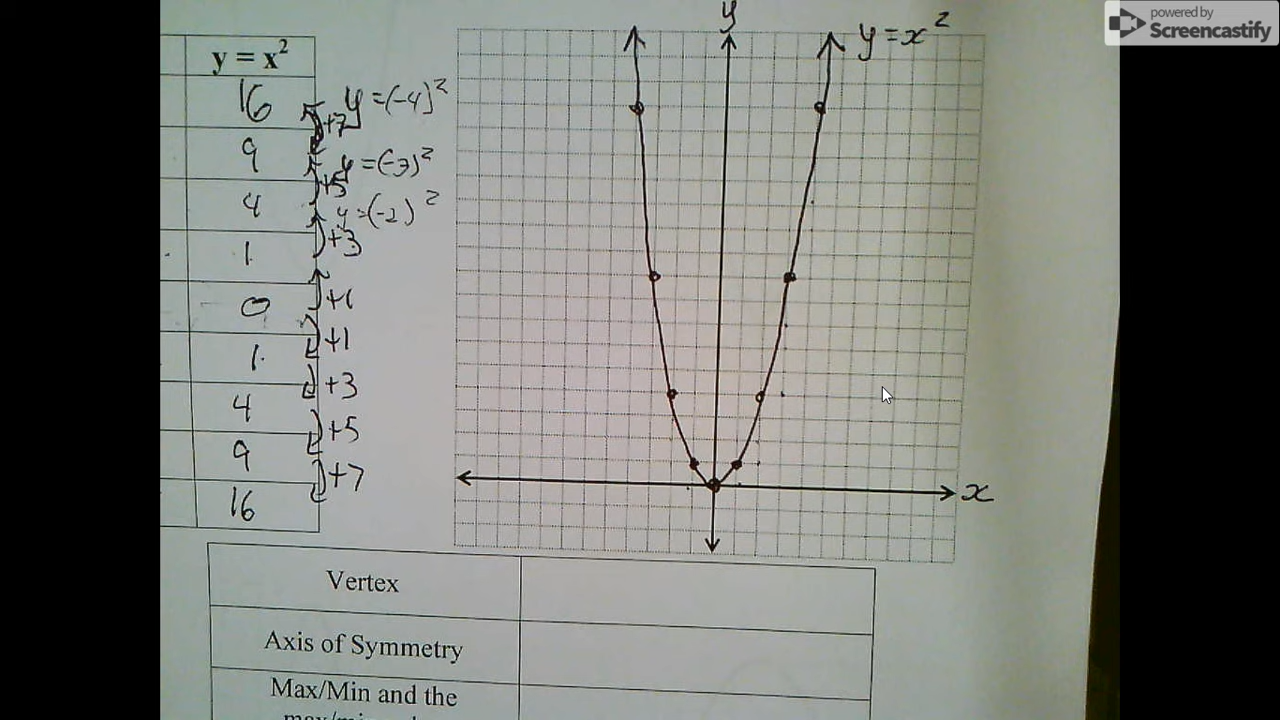 powered by
Screencastify
y
y = x²
y = x²
16
+7
y = (-4)²
9
+5
y = (-3)²
4
+3
y = (-2)²
1
+1
0
+1
1
+3
4
+5
9
+7
16
x
Vertex
Axis of Symmetry
Max/Min and the